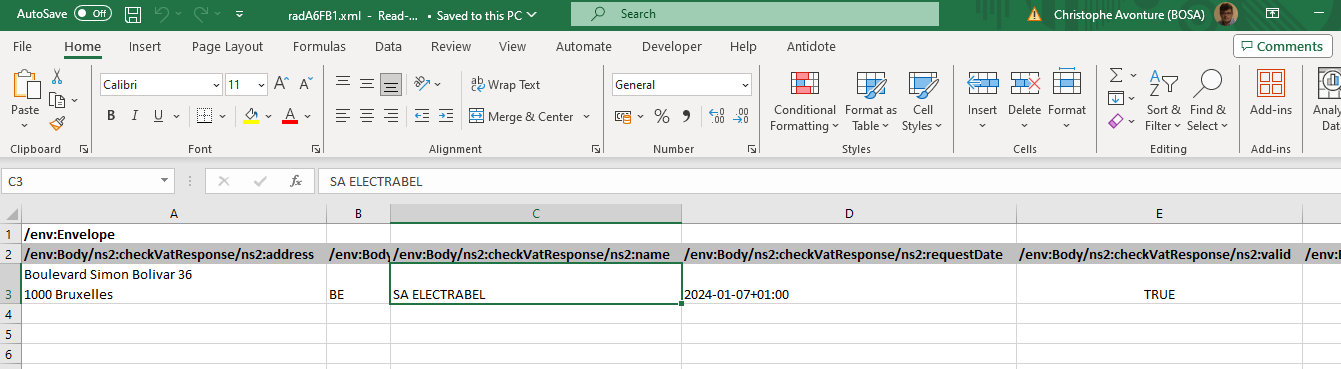 AutoSave Off radA6FB1.xml - Read-... • Saved to this PC Search Christophe Avonture (BOSA)
File Home Insert Page Layout Formulas Data Review View Automate Developer Help Antidote Comments
Paste
Clipboard
Calibri 11 A A
B I U A
Font
ab Wrap Text
Merge & Center
Alignment
General
% , .00
Number
Conditional Formatting
Format as Table
Cell Styles
Styles
Insert Delete Format
Cells
Sort & Filter
Find & Select
Editing
Add-ins
Add-ins
C3 fx SA ELECTRABEL
A B C D E
1 /env:Envelope
2 /env:Body/ns2:checkVatResponse/ns2:address /env:Body /env:Body/ns2:checkVatResponse/ns2:name /env:Body/ns2:checkVatResponse/ns2:requestDate /env:Body/ns2:checkVatResponse/ns2:valid
Boulevard Simon Bolivar 36
3 1000 Bruxelles BE SA ELECTRABEL 2024-01-07+01:00 TRUE
4
5
6